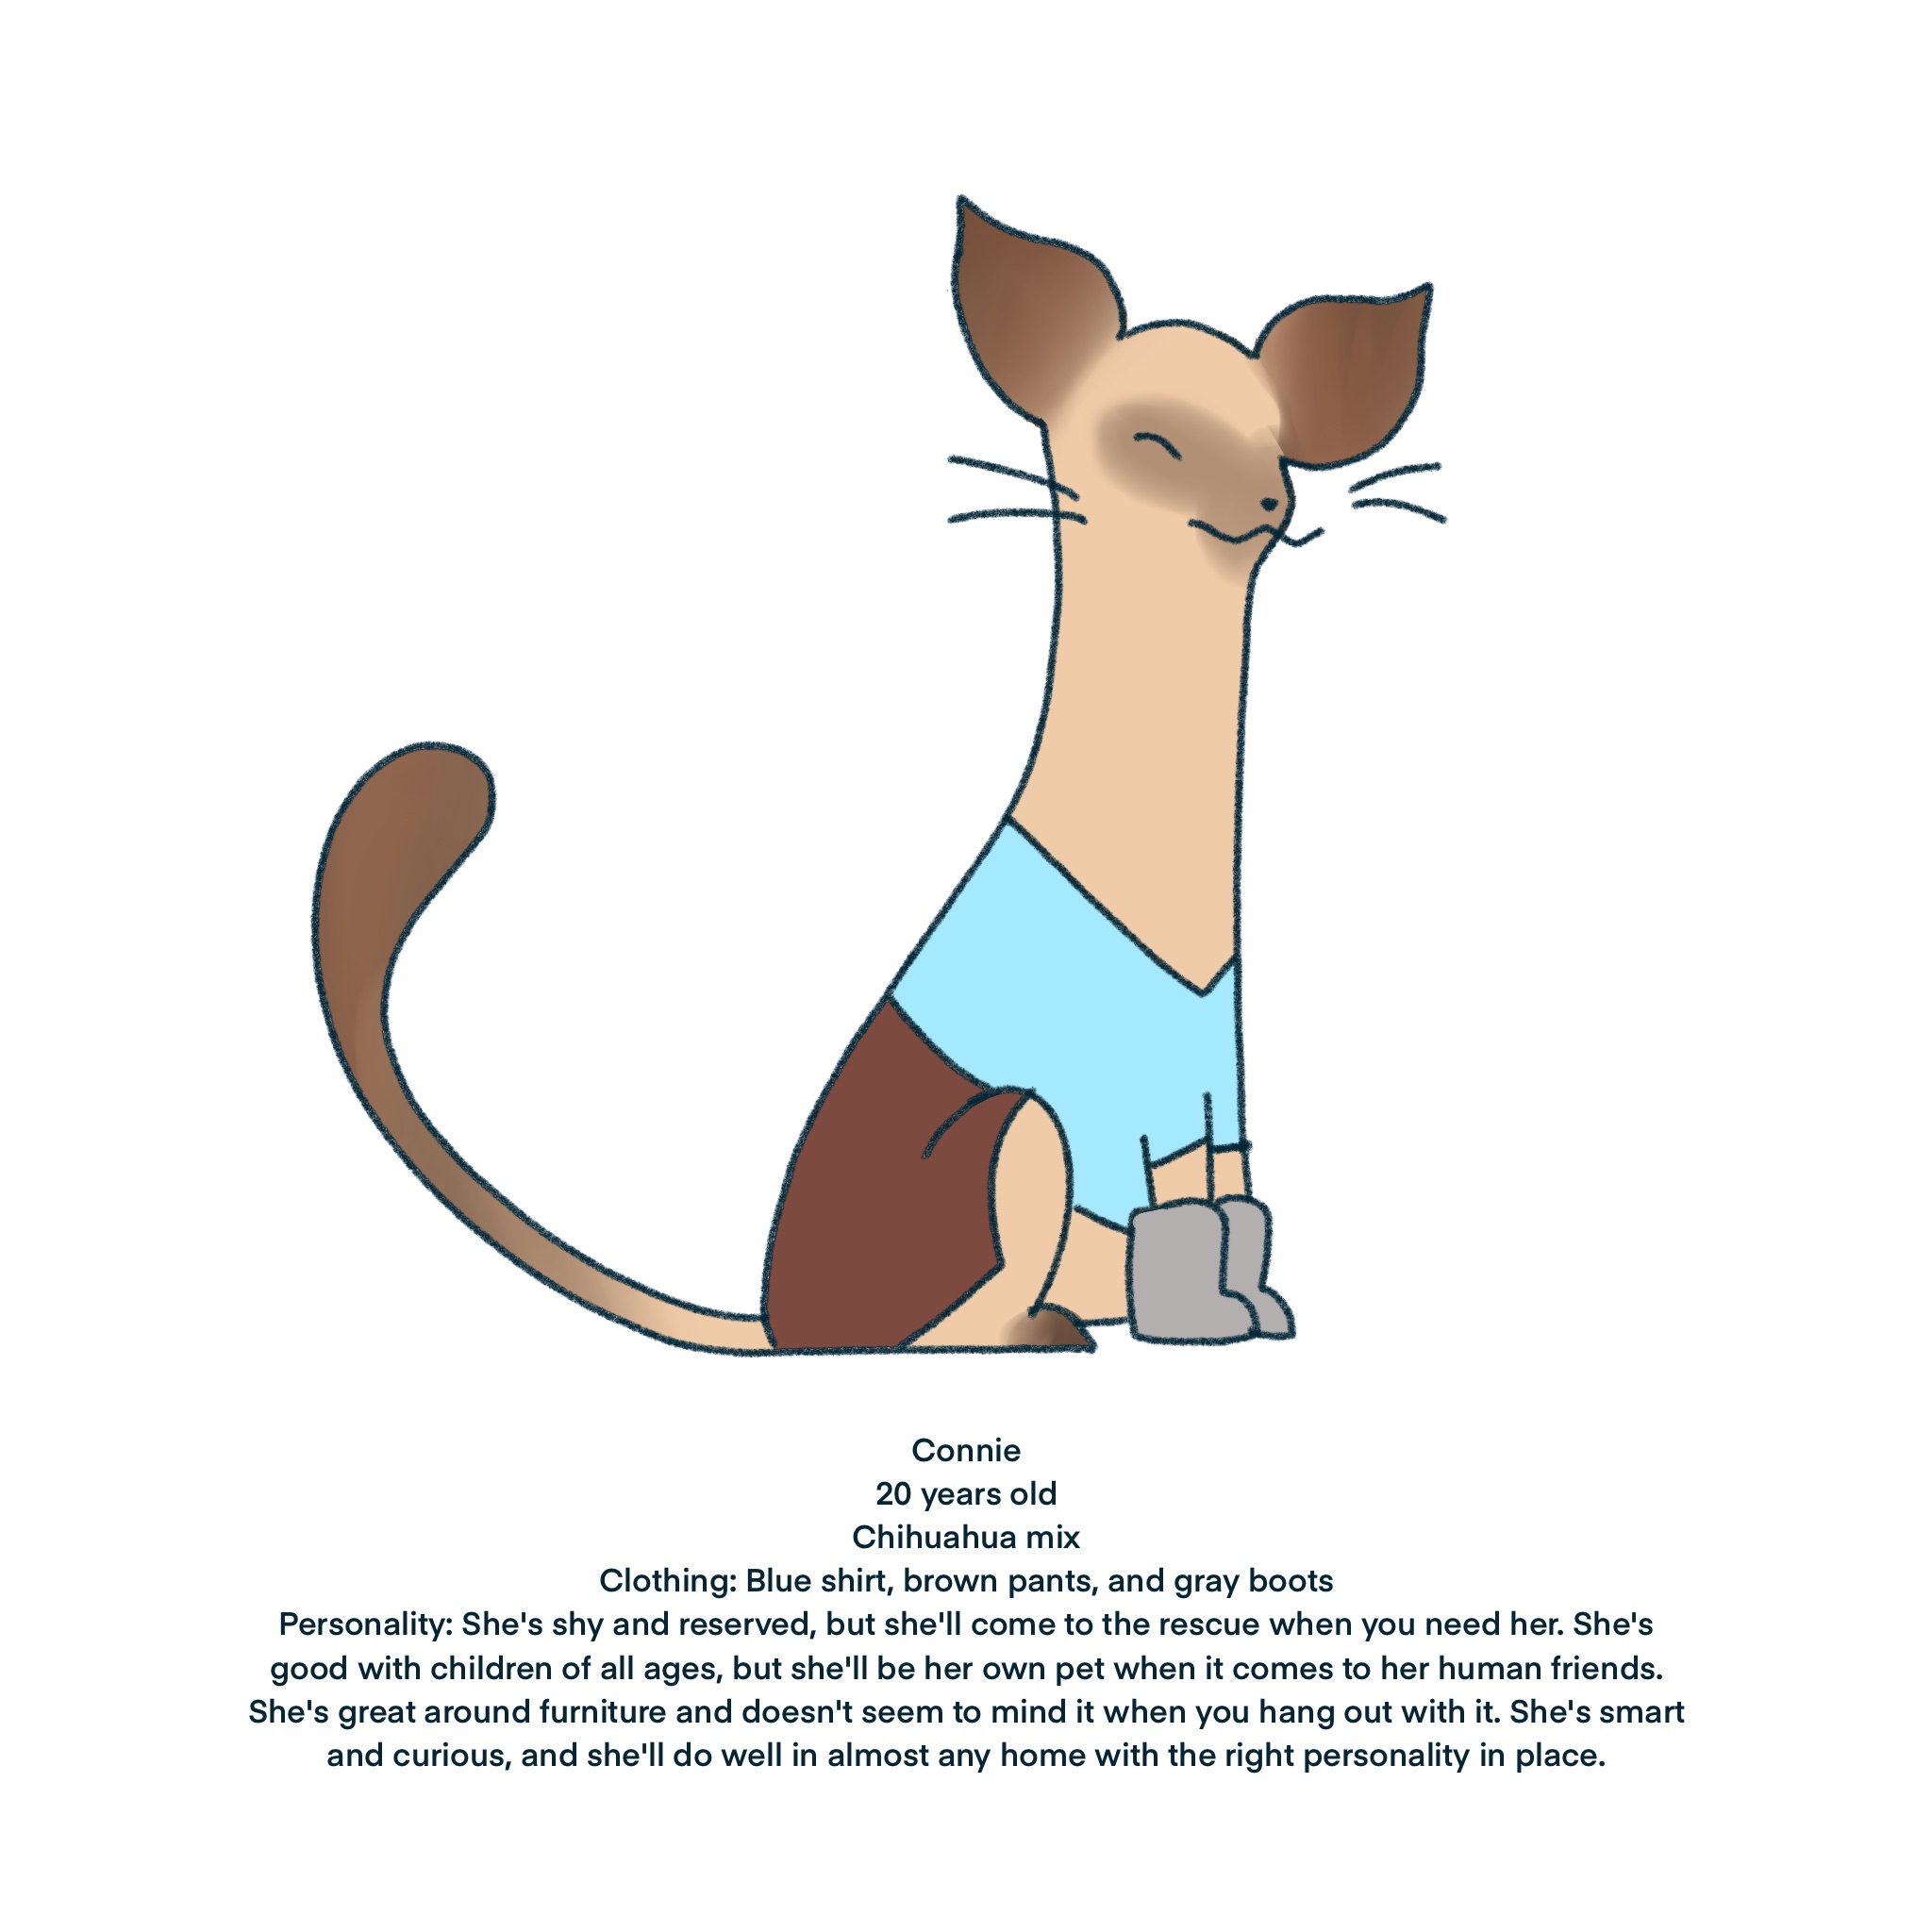 Connie
20 years old
Chihuahua mix
Clothing: Blue shirt, brown pants, and gray boots
Personality: She's shy and reserved, but she'll come to the rescue when you need her. She's
good with children of all ages, but she'll be her own pet when it comes to her human friends.
She's great around furniture and doesn't seem to mind it when you hang out with it. She's smart
and curious, and she'll do well in almost any home with the right personality in place.